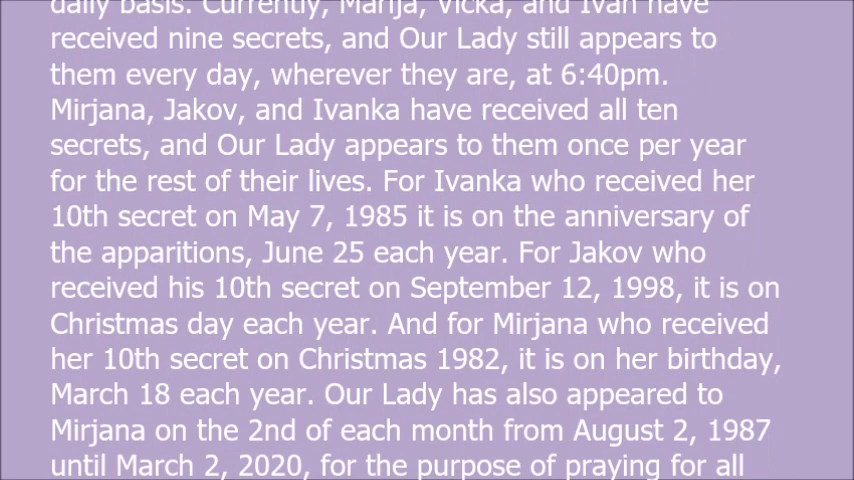 daily basis. Currently, Marija, Vicka, and Ivan have
received nine secrets, and Our Lady still appears to
them every day, wherever they are, at 6:40pm.
Mirjana, Jakov, and Ivanka have received all ten
secrets, and Our Lady appears to them once per year
for the rest of their lives. For Ivanka who received her
10th secret on May 7, 1985 it is on the anniversary of
the apparitions, June 25 each year. For Jakov who
received his 10th secret on September 12, 1998, it is on
Christmas day each year. And for Mirjana who received
her 10th secret on Christmas 1982, it is on her birthday,
March 18 each year. Our Lady has also appeared to
Mirjana on the 2nd of each month from August 2, 1987
until March 2, 2020, for the purpose of praying for all